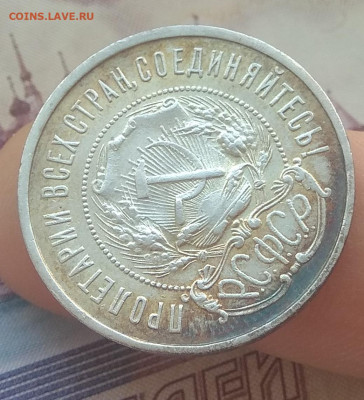 COINS.LAVE.RU
ПРОЛЕТАРИИ ВСЕХ СТРАН, СОЕДИНЯЙТЕСЬ!
Р.С.Ф.С.Р.